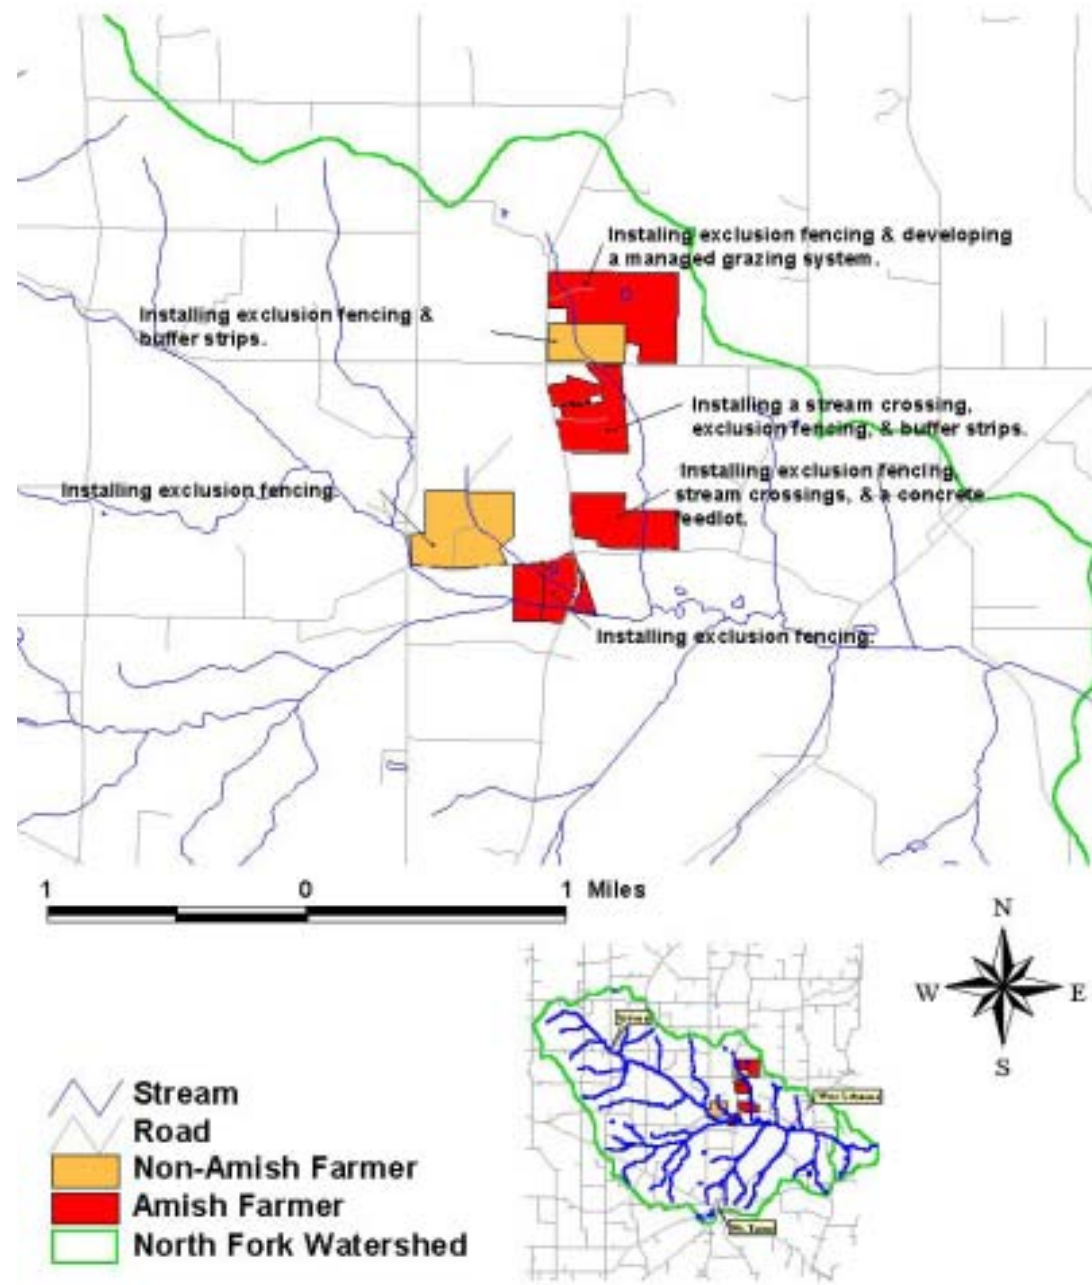 Instaling exclusion fencing & developing
a managed grazing system.
Installing exclusion fencing &
buffer strips.
Installing a stream crossing,
exclusion fencing, & buffer strips.
Installing exclusion fencing,
stream crossings, & a concrete
feedlot.
Installing exclusion fencing
Installing exclusion fencing.
1 0 1 Miles
N
W E
S
Stream
Road
Non-Amish Farmer
Amish Farmer
North Fork Watershed